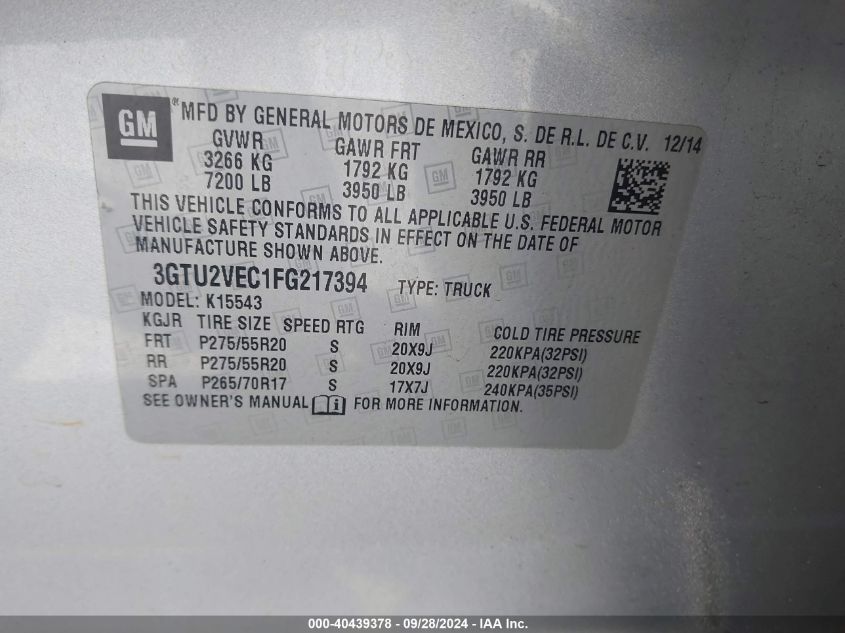 GM ® MFD BY GENERAL MOTORS DE MEXICO, S. DE R.L. DE C.V. 12/14
GVWR GAWR FRT GAWR RR
3266 KG 1792 KG 1792 KG
7200 LB 3950 LB 3950 LB
THIS VEHICLE CONFORMS TO ALL APPLICABLE U.S. FEDERAL MOTOR
VEHICLE SAFETY STANDARDS IN EFFECT ON THE DATE OF
MANUFACTURE SHOWN ABOVE.
3GTU2VEC1FG217394 TYPE: TRUCK
MODEL: K15543
KGJR TIRE SIZE SPEED RTG RIM COLD TIRE PRESSURE
FRT P275/55R20 S 20X9J 220KPA(32PSI)
RR P275/55R20 S 20X9J 220KPA(32PSI)
SPA P265/70R17 S 17X7J 240KPA(35PSI)
SEE OWNER'S MANUAL i FOR MORE INFORMATION.
000-40439378 - 09/28/2024 - IAA Inc.